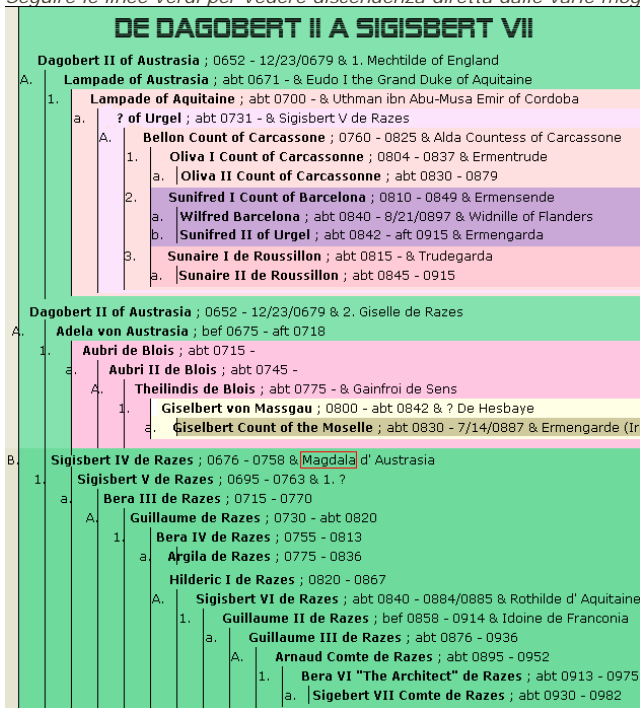 Seguire le linee verdi per vedere discendenza diretta dalle varie mog
DE DAGOBERT II A SIGISBERT VII
Dagobert II of Austrasia ; 0652 - 12/23/0679 & 1. Mechtilde of England
A. Lampade of Austrasia ; abt 0671 - & Eudo I the Grand Duke of Aquitaine
1. Lampade of Aquitaine ; abt 0700 - & Uthman ibn Abu-Musa Emir of Cordoba
a. ? of Urgel ; abt 0731 - & Sigisbert V de Razes
A. Bellon Count of Carcassone ; 0760 - 0825 & Alda Countess of Carcassone
1. Oliva I Count of Carcassonne ; 0804 - 0837 & Ermentrude
a. Oliva II Count of Carcassonne ; abt 0830 - 0879
2. Sunifred I Count of Barcelona ; 0810 - 0849 & Ermensende
a. Wilfred Barcelona ; abt 0840 - 8/21/0897 & Widnille of Flanders
b. Sunifred II of Urgel ; abt 0842 - aft 0915 & Ermengarda
3. Sunaire I de Roussillon ; abt 0815 - & Trudegarda
a. Sunaire II de Roussillon ; abt 0845 - 0915
Dagobert II of Austrasia ; 0652 - 12/23/0679 & 2. Giselle de Razes
A. Adela von Austrasia ; bef 0675 - aft 0718
1. Aubri de Blois ; abt 0715 -
a. Aubri II de Blois ; abt 0745 -
A. Theilindis de Blois ; abt 0775 - & Gainfroi de Sens
1. Giselbert von Massgau ; 0800 - abt 0842 & ? De Hesbaye
a. Giselbert Count of the Moselle ; abt 0830 - 7/14/0887 & Ermengarde (Ir
B. Sigisbert IV de Razes ; 0676 - 0758 & Magdala d' Austrasia
1. Sigisbert V de Razes ; 0695 - 0763 & 1. ?
a. Bera III de Razes ; 0715 - 0770
A. Guillaume de Razes ; 0730 - abt 0820
1. Bera IV de Razes ; 0755 - 0813
a. Argila de Razes ; 0775 - 0836
Hilderic I de Razes ; 0820 - 0867
A. Sigisbert VI de Razes ; abt 0840 - 0884/0885 & Rothilde d' Aquitaine
1. Guillaume II de Razes ; bef 0858 - 0914 & Idoine de Franconia
a. Guillaume III de Razes ; abt 0876 - 0936
A. Arnaud Comte de Razes ; abt 0895 - 0952
1. Bera VI "The Architect" de Razes ; abt 0913 - 0975
a. Sigebert VII Comte de Razes ; abt 0930 - 0982